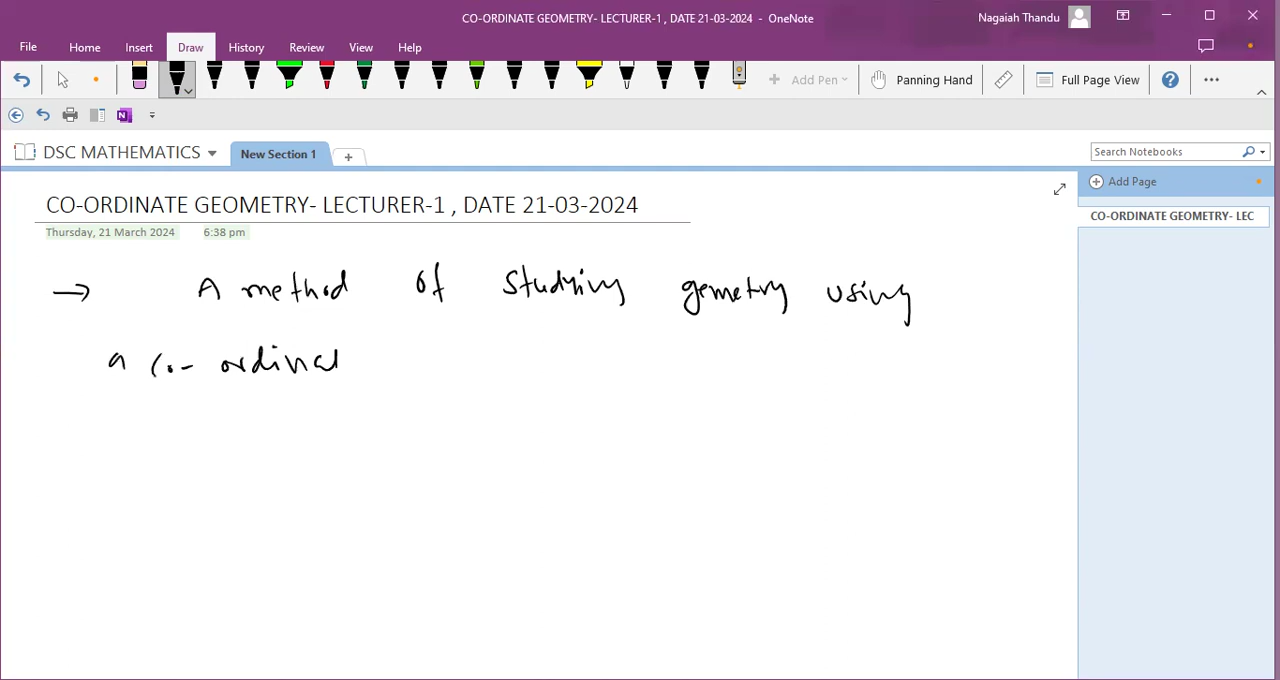 CO-ORDINATE GEOMETRY- LECTURER-1 , DATE 21-03-2024 - OneNote
Nagaiah Thandu
File Home Insert Draw History Review View Help
Add Pen Panning Hand Full Page View
DSC MATHEMATICS New Section 1
Search Notebooks
Add Page
CO-ORDINATE GEOMETRY- LECTURER-1 , DATE 21-03-2024
CO-ORDINATE GEOMETRY- LEC
Thursday, 21 March 2024 6:38 pm
→ A method of studying gemetry using
a co-ordinat